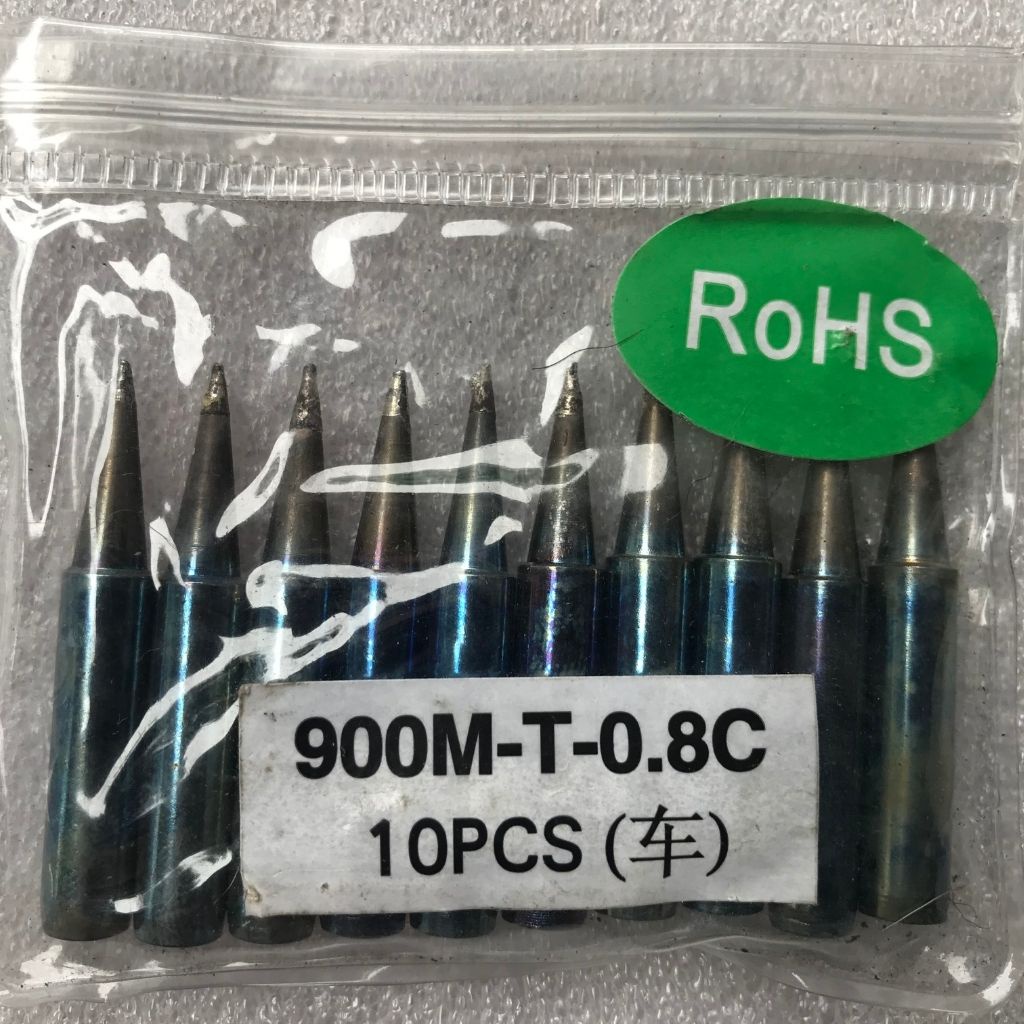 RoHS
900M-T-0.8C
10PCS (车)